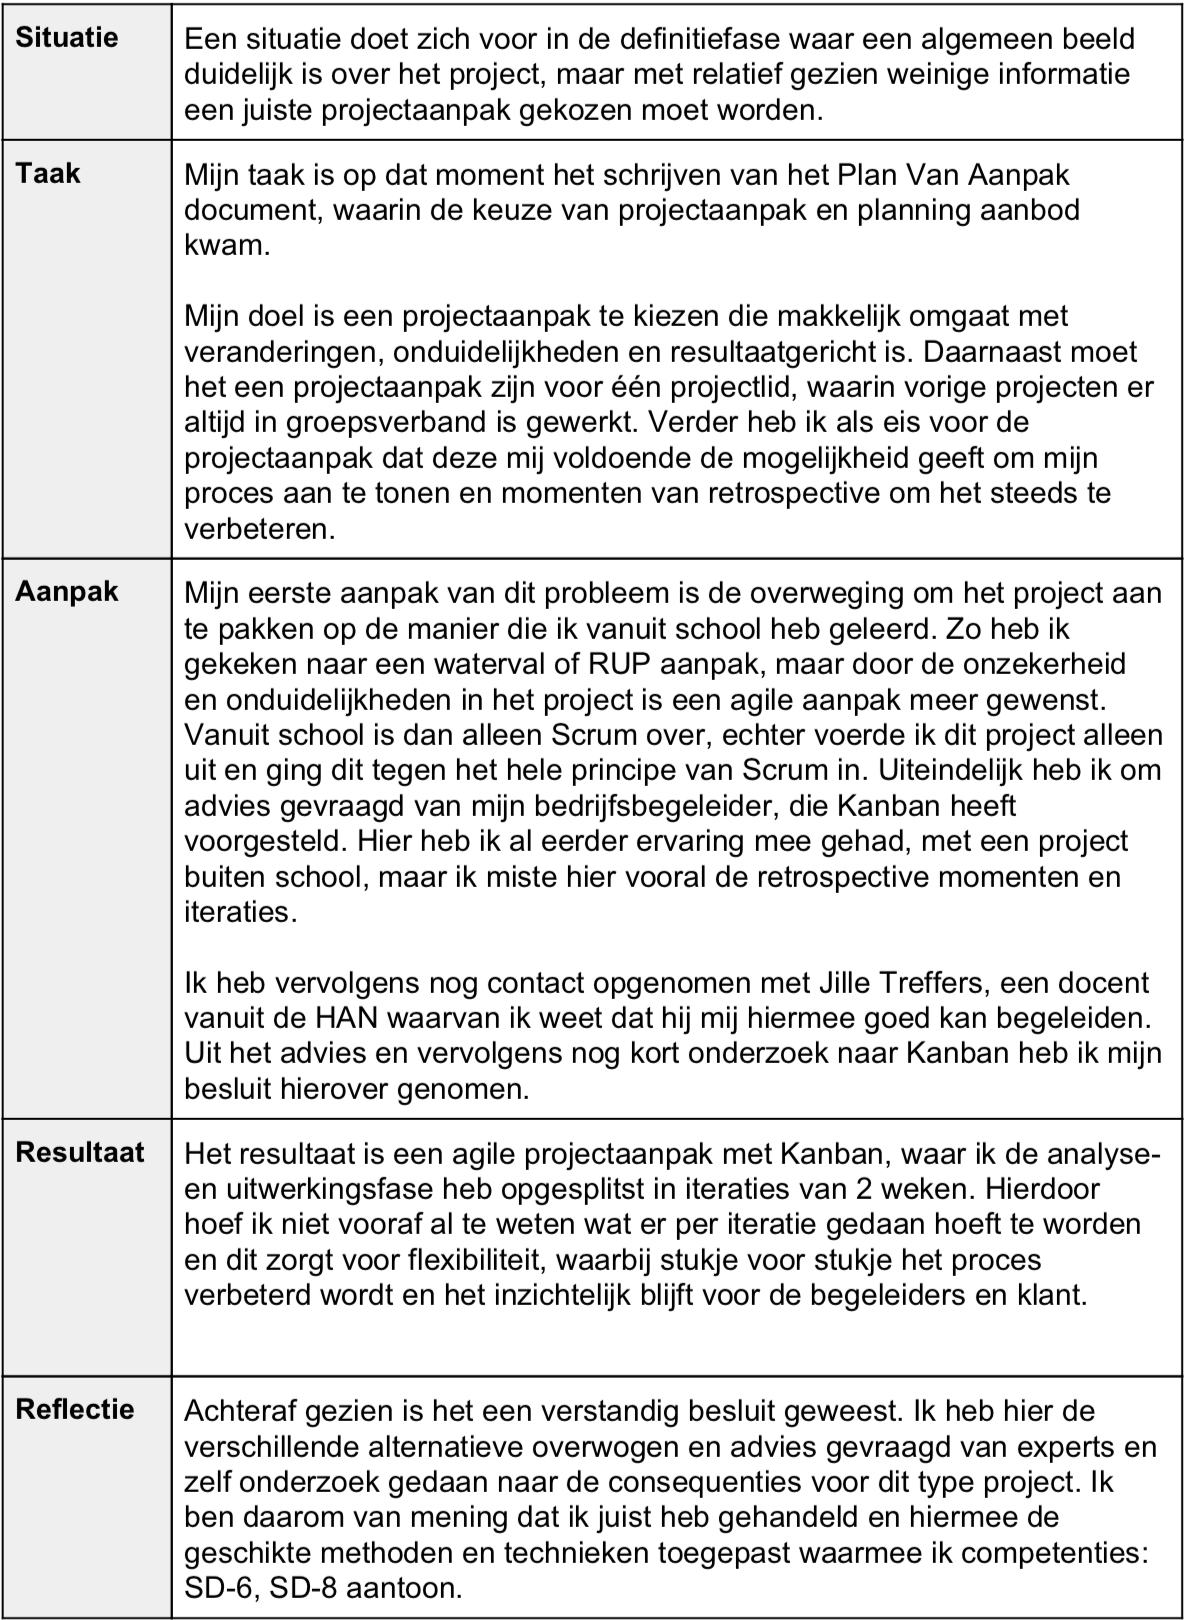 Situatie
Een situatie doet zich voor in de definitiefase waar een algemeen beeld
duidelijk is over het project, maar met relatief gezien weinige informatie
een juiste projectaanpak gekozen moet worden.
Taak
Mijn taak is op dat moment het schrijven van het Plan Van Aanpak
document, waarin de keuze van projectaanpak en planning aanbod
kwam.
Mijn doel is een projectaanpak te kiezen die makkelijk omgaat met
veranderingen, onduidelijkheden en resultaatgericht is. Daarnaast moet
het een projectaanpak zijn voor één projectlid, waarin vorige projecten er
altijd in groepsverband is gewerkt. Verder heb ik als eis voor de
projectaanpak dat deze mij voldoende de mogelijkheid geeft om mijn
proces aan te tonen en momenten van retrospective om het steeds te
verbeteren.
Aanpak
Mijn eerste aanpak van dit probleem is de overweging om het project aan
te pakken op de manier die ik vanuit school heb geleerd. Zo heb ik
gekeken naar een waterval of RUP aanpak, maar door de onzekerheid
en onduidelijkheden in het project is een agile aanpak meer gewenst.
Vanuit school is dan alleen Scrum over, echter voerde ik dit project alleen
uit en ging dit tegen het hele principe van Scrum in. Uiteindelijk heb ik om
advies gevraagd van mijn bedrijfsbegeleider, die Kanban heeft
voorgesteld. Hier heb ik al eerder ervaring mee gehad, met een project
buiten school, maar ik miste hier vooral de retrospective momenten en
iteraties.
Ik heb vervolgens nog contact opgenomen met Jille Treffers, een docent
vanuit de HAN waarvan ik weet dat hij mij hiermee goed kan begeleiden.
Uit het advies en vervolgens nog kort onderzoek naar Kanban heb ik mijn
besluit hierover genomen.
Resultaat
Het resultaat is een agile projectaanpak met Kanban, waar ik de analyse-
en uitwerkingsfase heb opgesplitst in iteraties van 2 weken. Hierdoor
hoef ik niet vooraf al te weten wat er per iteratie gedaan hoeft te worden
en dit zorgt voor flexibiliteit, waarbij stukje voor stukje het proces
verbeterd wordt en het inzichtelijk blijft voor de begeleiders en klant.
Reflectie
Achteraf gezien is het een verstandig besluit geweest. Ik heb hier de
verschillende alternatieve overwogen en advies gevraagd van experts en
zelf onderzoek gedaan naar de consequenties voor dit type project. Ik
ben daarom van mening dat ik juist heb gehandeld en hiermee de
geschikte methoden en technieken toegepast waarmee ik competenties:
SD-6, SD-8 aantoon.